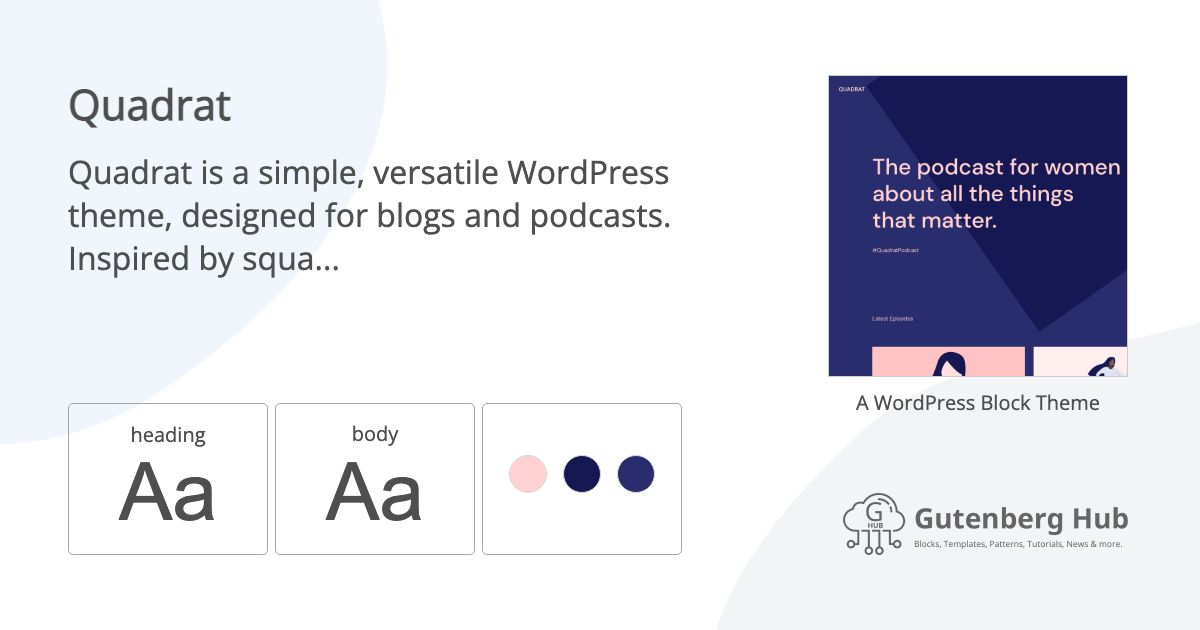 Quadrat
Quadrat is a simple, versatile WordPress
theme, designed for blogs and podcasts.
Inspired by squa...
heading
Aa
body
Aa
QUADRAT
The podcast for women
about all the things
that matter.
#QuadratPodcast
Latest Episodes
A WordPress Block Theme
G
HUB
Gutenberg Hub
Blocks, Templates, Patterns, Tutorials, News & more.